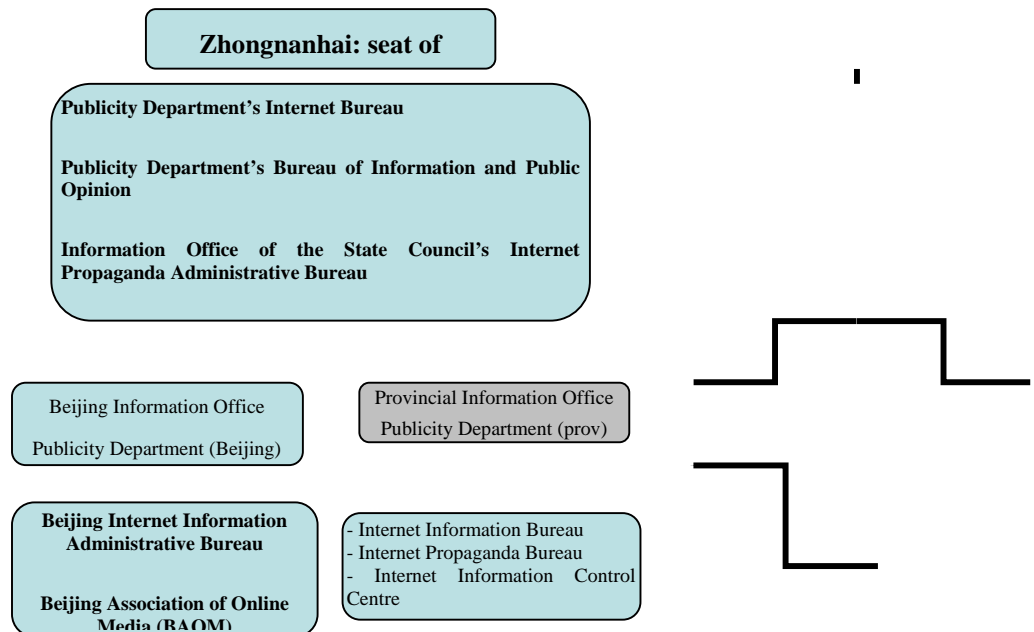 Zhongnanhai: seat of
Publicity Department's Internet Bureau
Publicity Department's Bureau of Information and Public
Opinion
Information Office of the State Council's Internet
Propaganda Administrative Bureau
Beijing Information Office
Publicity Department (Beijing)
Provincial Information Office
Publicity Department (prov)
Beijing Internet Information
Administrative Bureau
Beijing Association of Online
Media (BAOM)
- Internet Information Bureau
- Internet Propaganda Bureau
- Internet Information Control
Centre